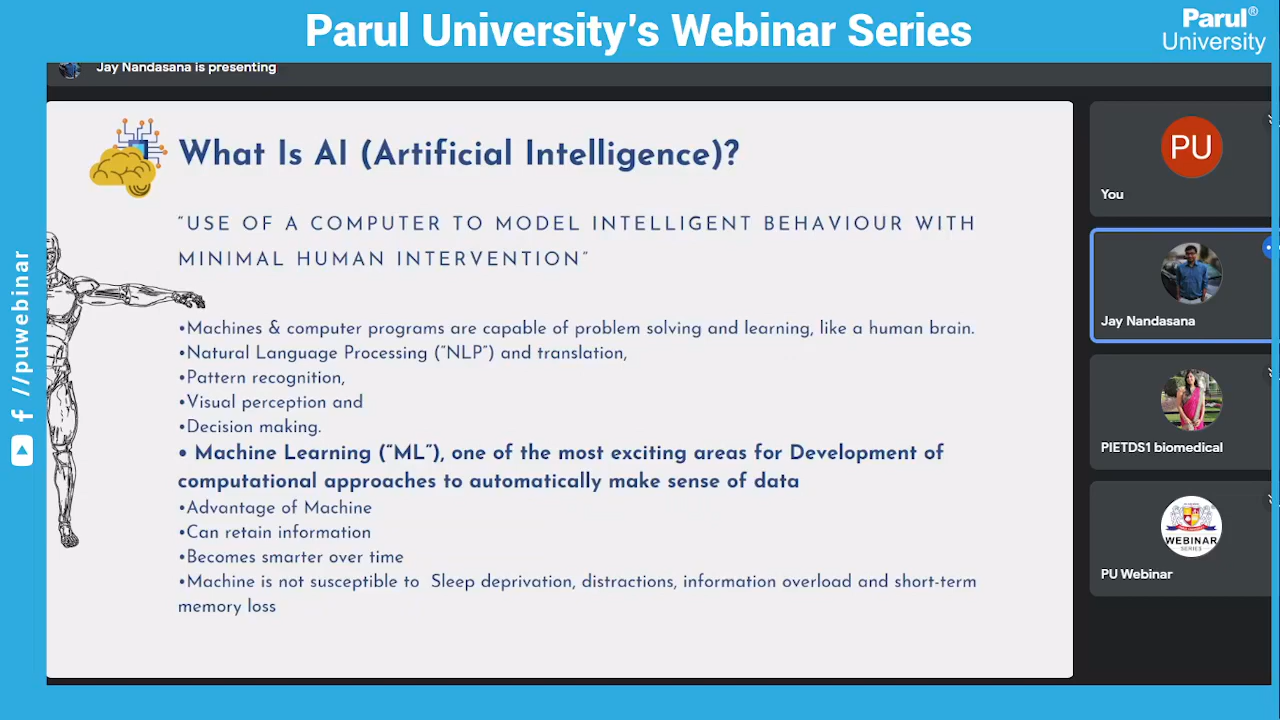 Parul University's Webinar Series
Parul®
University
Jay Nandasana is presenting
What Is AI (Artificial Intelligence)?
"USE OF A COMPUTER TO MODEL INTELLIGENT BEHAVIOUR WITH
MINIMAL HUMAN INTERVENTION"
•Machines & computer programs are capable of problem solving and learning, like a human brain.
•Natural Language Processing ("NLP") and translation,
•Pattern recognition,
•Visual perception and
•Decision making.
• Machine Learning ("ML"), one of the most exciting areas for Development of
computational approaches to automatically make sense of data
•Advantage of Machine
•Can retain information
•Becomes smarter over time
•Machine is not susceptible to  Sleep deprivation, distractions, information overload and short-term
memory loss
PU
You
Jay Nandasana
PIETDS1 biomedical
WEBINAR
SERIES
PU Webinar
f //puwebinar